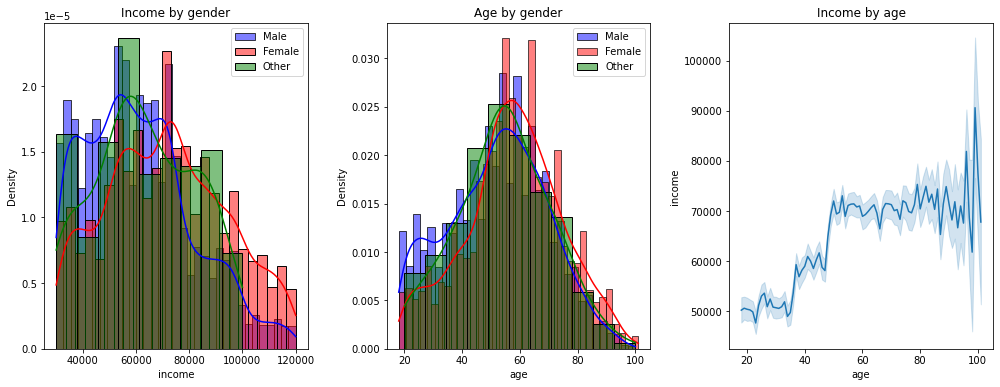 Income by gender
1e−5
Male
Female
Other
2.0
1.5
1.0
0.5
0.0
Density
40000 60000 80000 100000 120000
income
Age by gender
Male
Female
Other
0.030
0.025
0.020
0.015
0.010
0.005
0.000
Density
20 40 60 80 100
age
Income by age
100000
90000
80000
70000
60000
50000
income
20 40 60 80 100
age